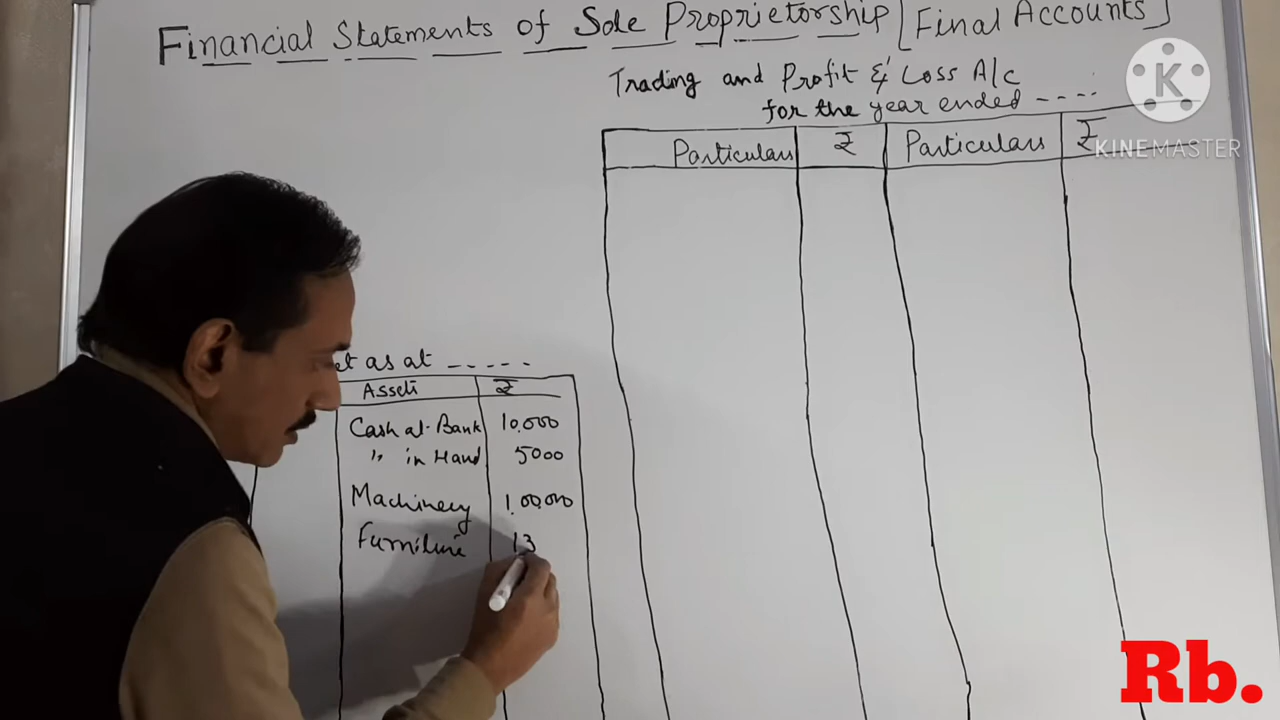 Financial Statements of Sole Proprietorship [Final Accounts]
Trading and Profit & Loss A/c
for the year ended -----
Particulars ₹ Particulars ₹
K
KINEMASTER
et as at -----
Assets ₹
Cash at Bank 10,000
〃 in Hand 5000
Machinery 1,00,000
Furniture 13
Rb.